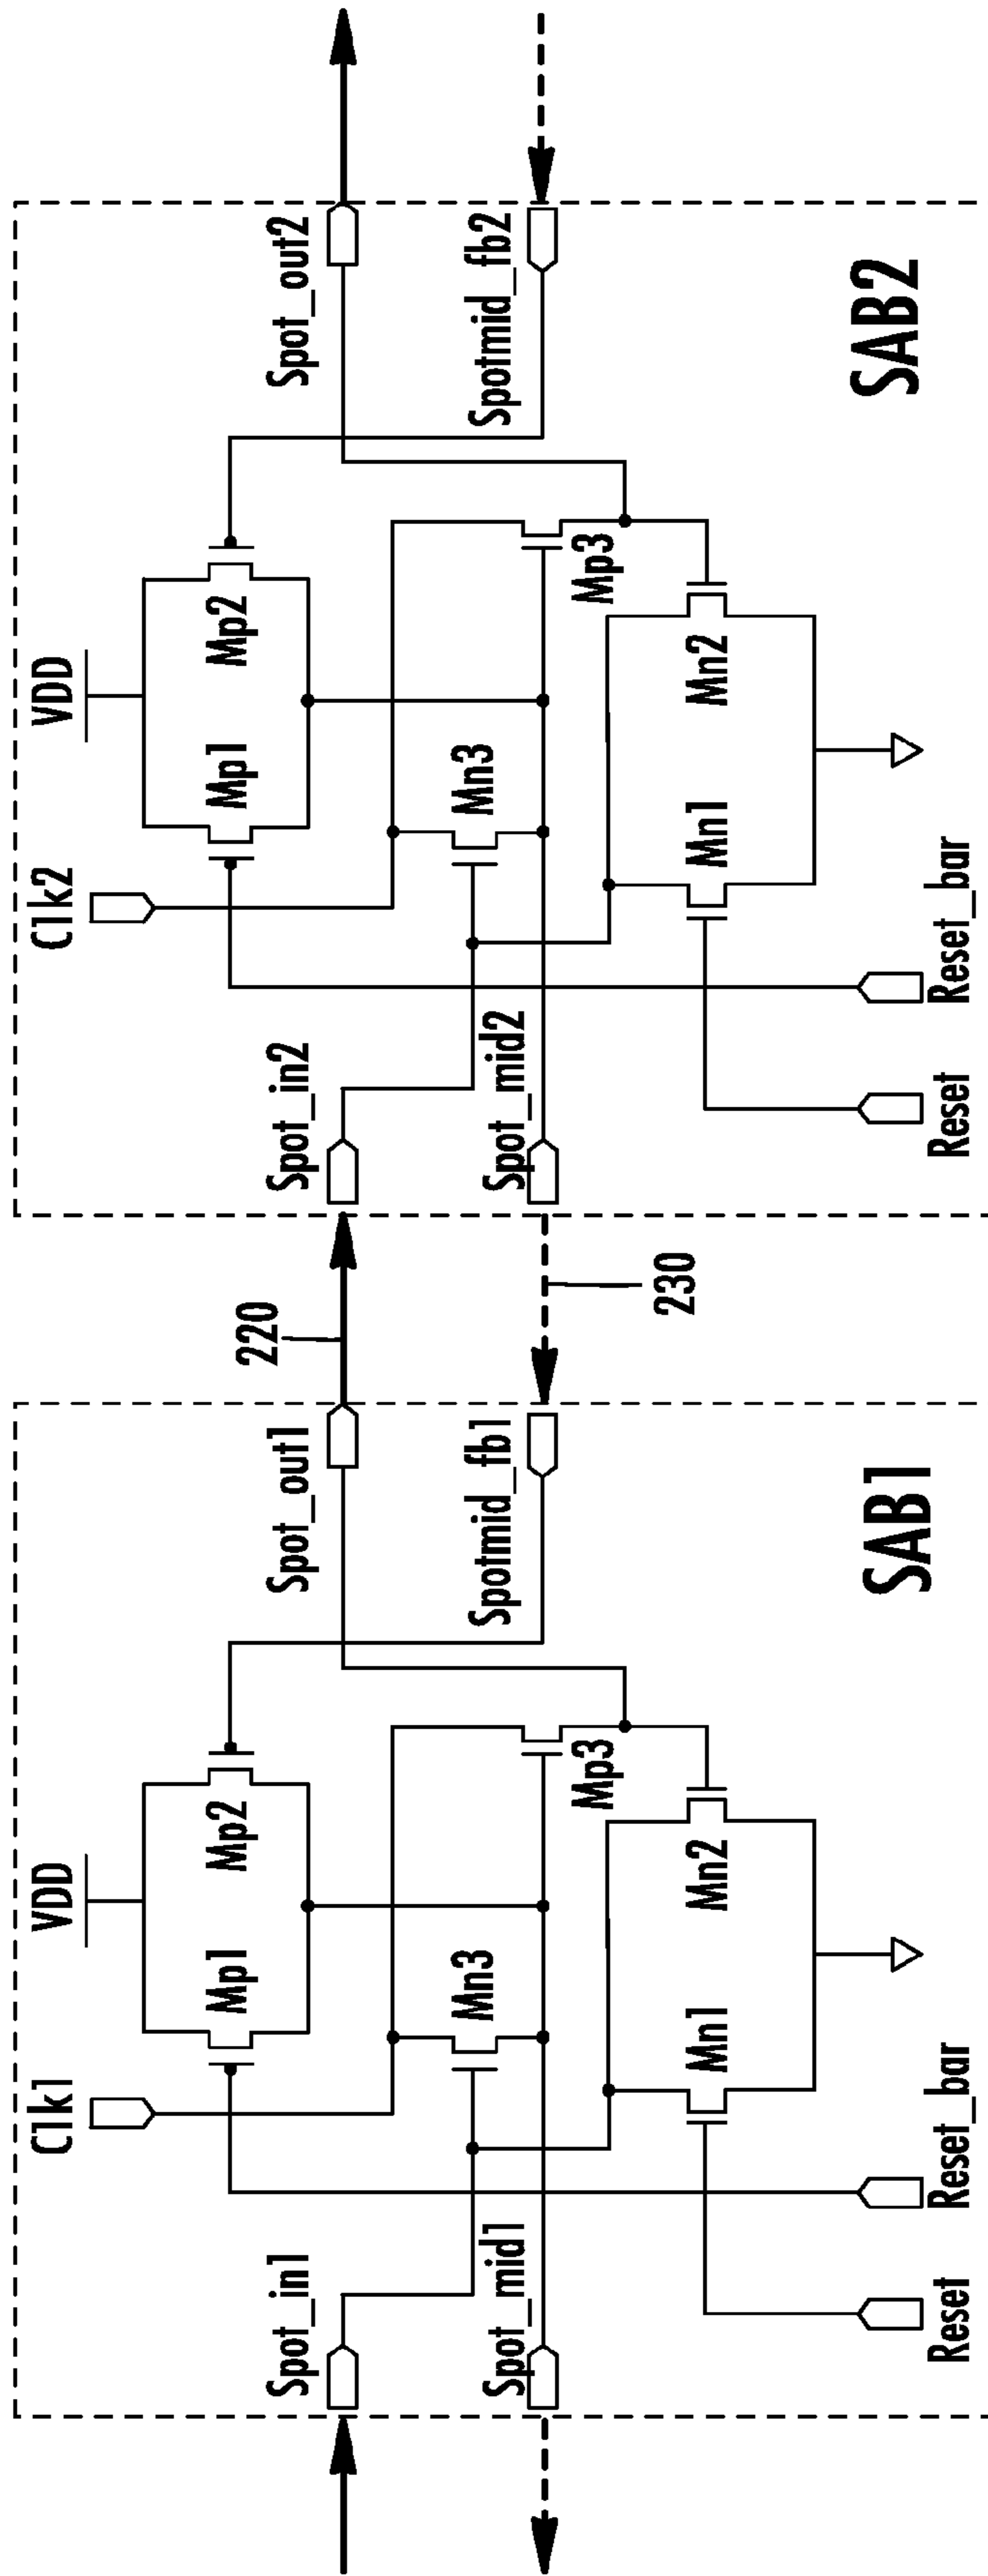 VDD
Clk1
Mp1
Mp2
Spot_in1
Mn3
Spot_out1
Spot_mid1
Mp3
Spotmid_fb1
Mn1
Mn2
Reset
Reset_bar
SAB1
220
230
VDD
Clk2
Mp1
Mp2
Spot_in2
Mn3
Spot_out2
Spot_mid2
Mp3
Spotmid_fb2
Mn1
Mn2
Reset
Reset_bar
SAB2